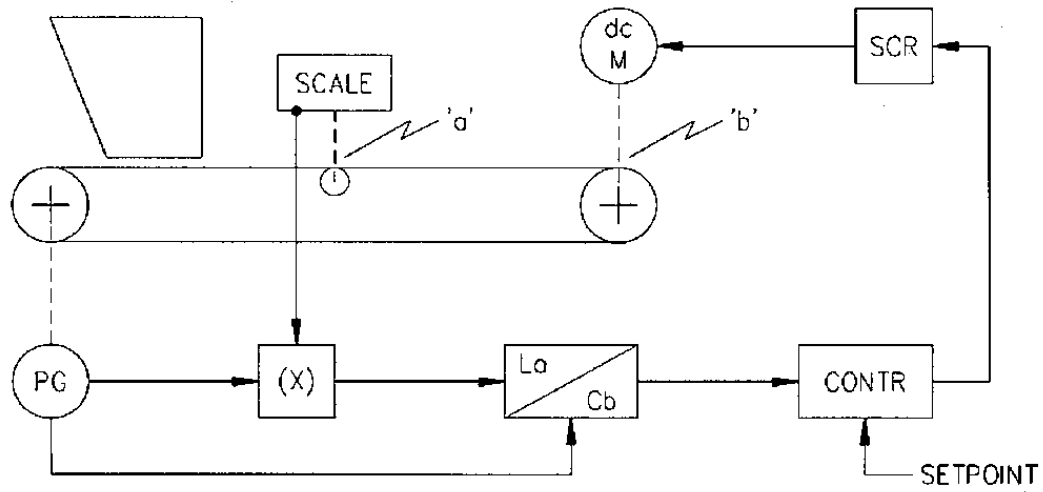 dc
M
SCR
SCALE
'a'
'b'
PG
(X)
La
Cb
CONTR
SETPOINT